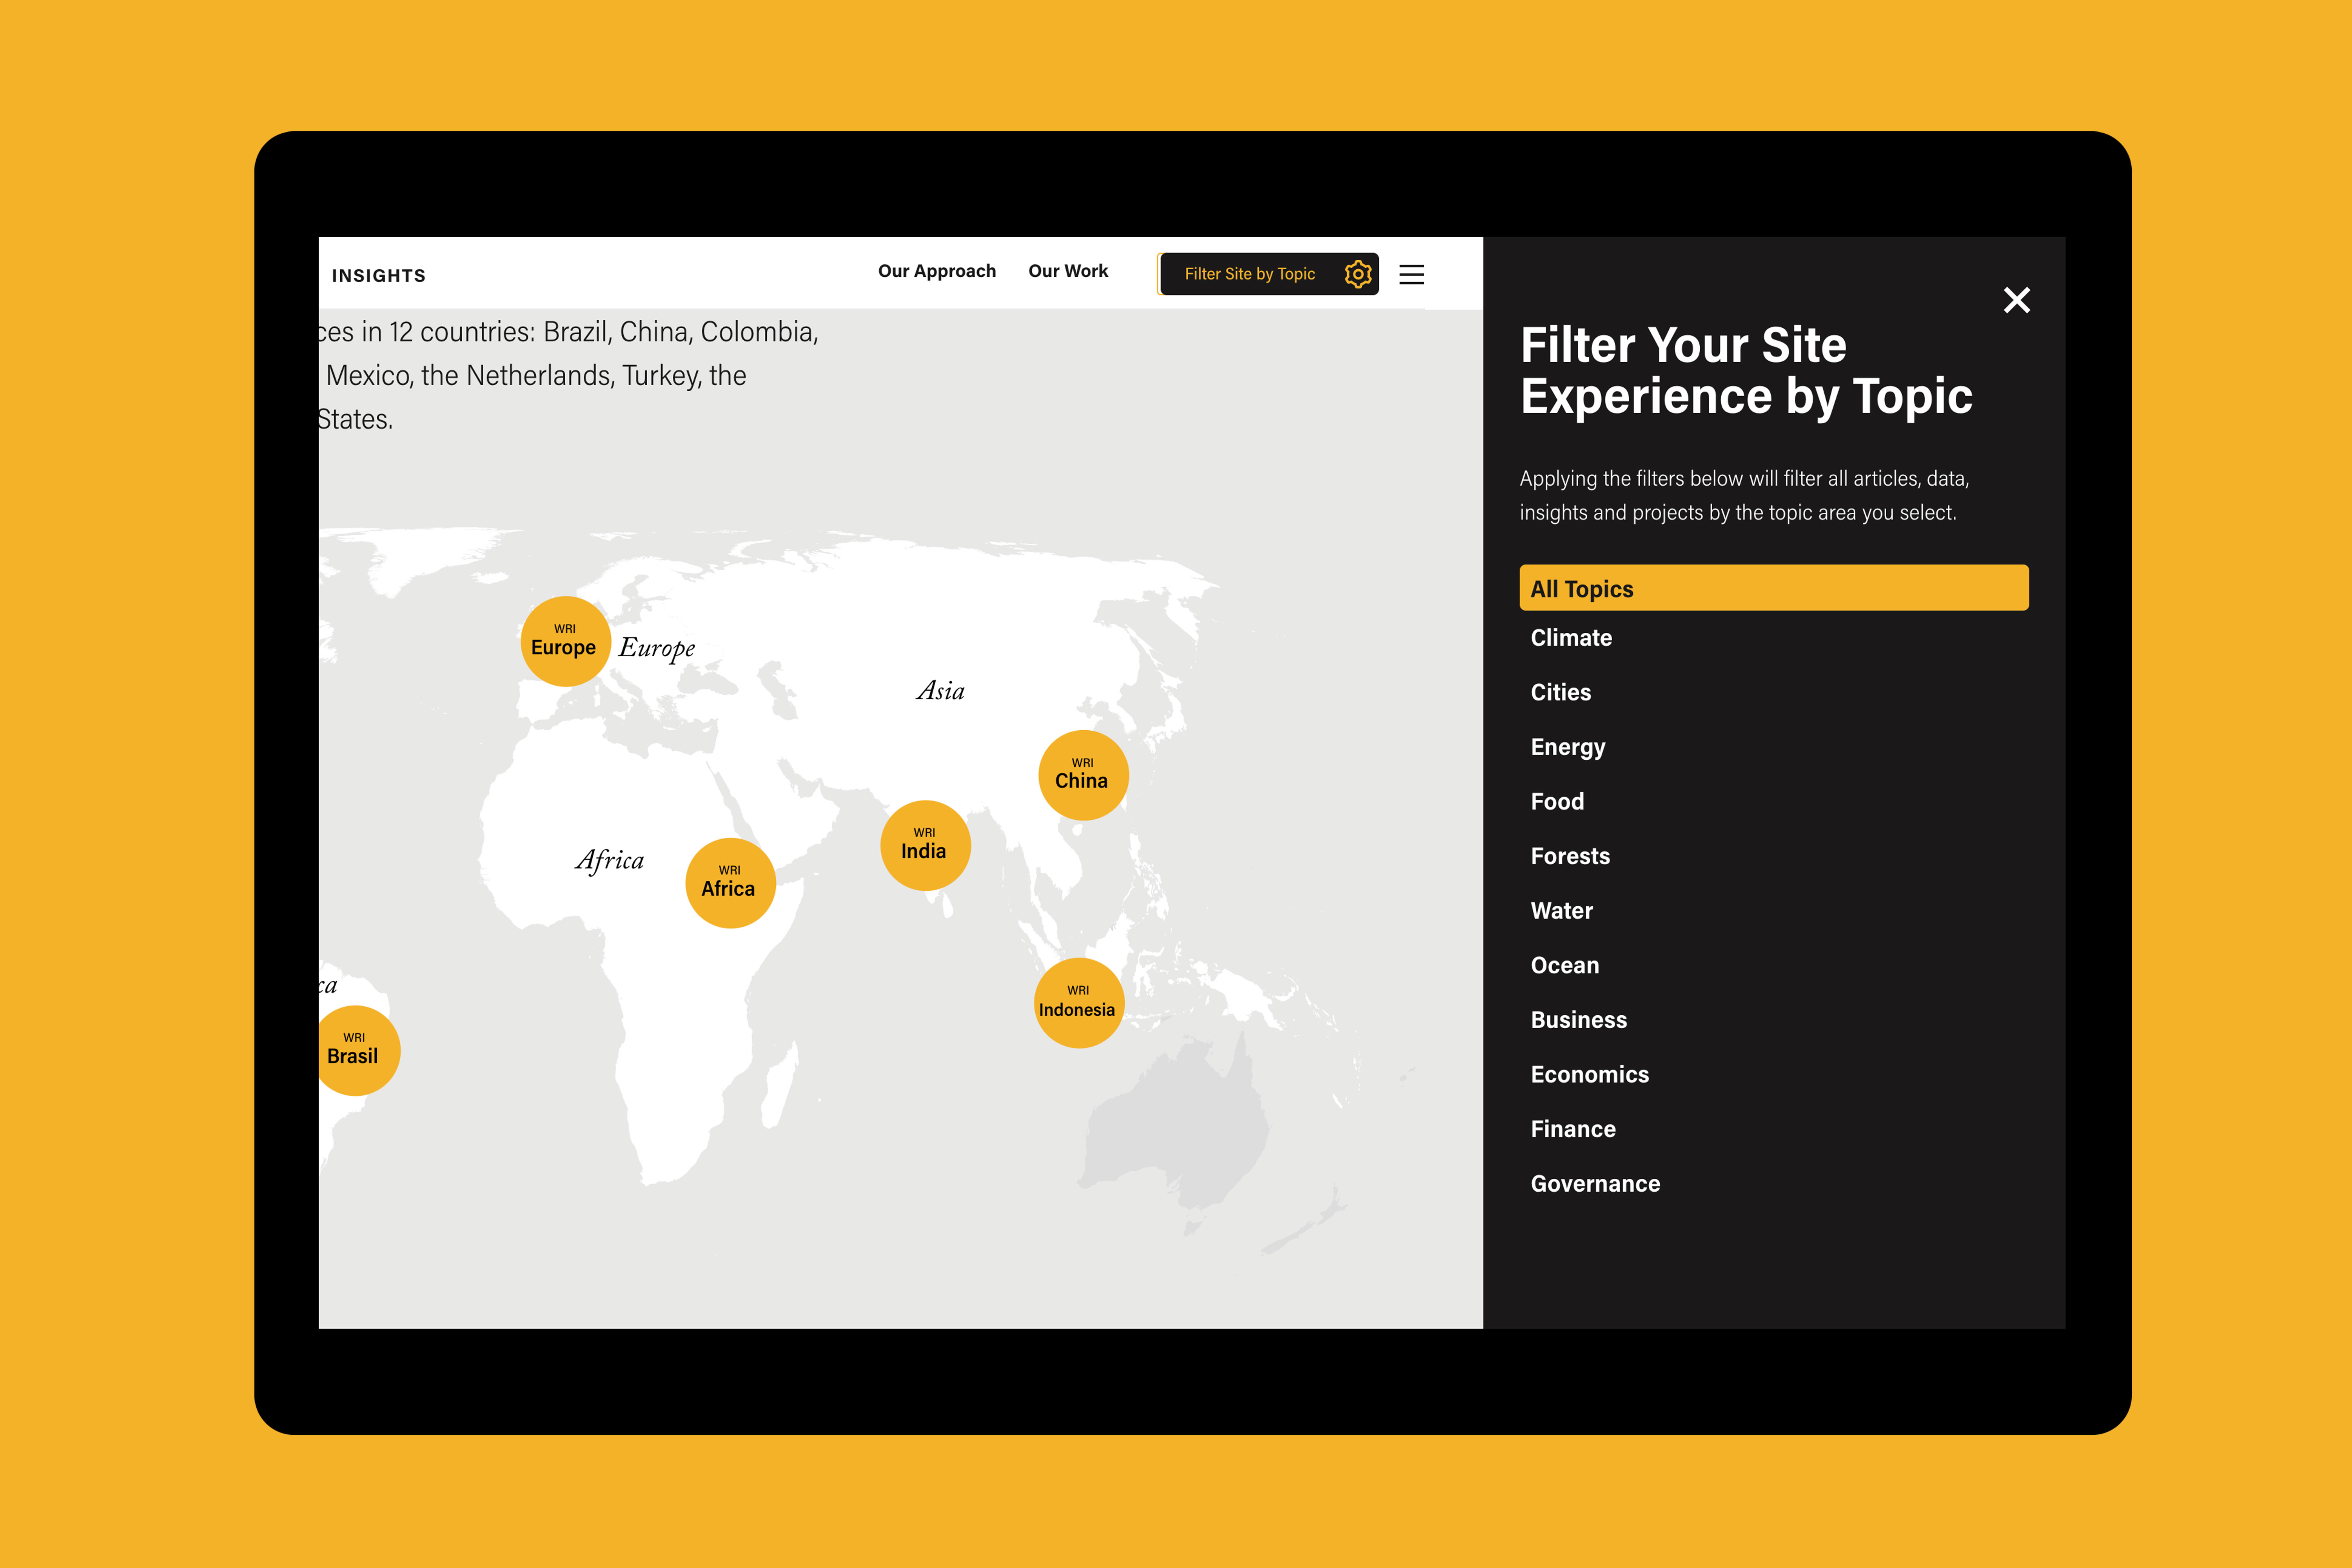 INSIGHTS
Our Approach
Our Work
Filter Site by Topic
ces in 12 countries: Brazil, China, Colombia,
Mexico, the Netherlands, Turkey, the
States.
WRI
Europe
Europe
Asia
WRI
China
WRI
India
Africa
WRI
Africa
WRI
Indonesia
ca
WRI
Brasil
Filter Your Site
Experience by Topic
Applying the filters below will filter all articles, data,
insights and projects by the topic area you select.
All Topics
Climate
Cities
Energy
Food
Forests
Water
Ocean
Business
Economics
Finance
Governance